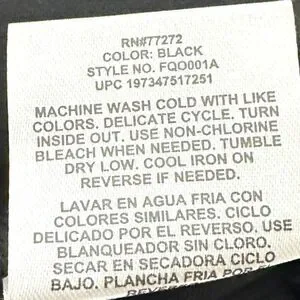 RN#77272
COLOR: BLACK
STYLE NO. FQO001A
UPC 197347517251
MACHINE WASH COLD WITH LIKE
COLORS. DELICATE CYCLE. TURN
INSIDE OUT. USE NON-CHLORINE
BLEACH WHEN NEEDED. TUMBLE
DRY LOW. COOL IRON ON
REVERSE IF NEEDED.
LAVAR EN AGUA FRIA CON
COLORES SIMILARES. CICLO
DELICADO POR EL REVERSO. USE
BLANQUEADOR SIN CLORO.
SECAR EN SECADORA CICLO
BAJO. PLANCHA FRIA POR EL